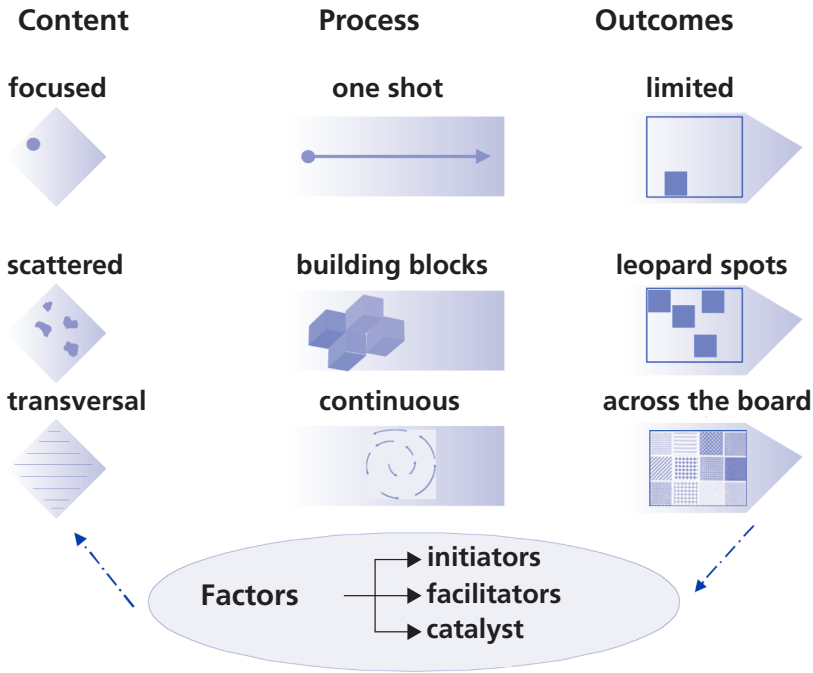 Content Process Outcomes
focused one shot limited
scattered building blocks leopard spots
transversal continuous across the board
Factors
initiators
facilitators
catalyst